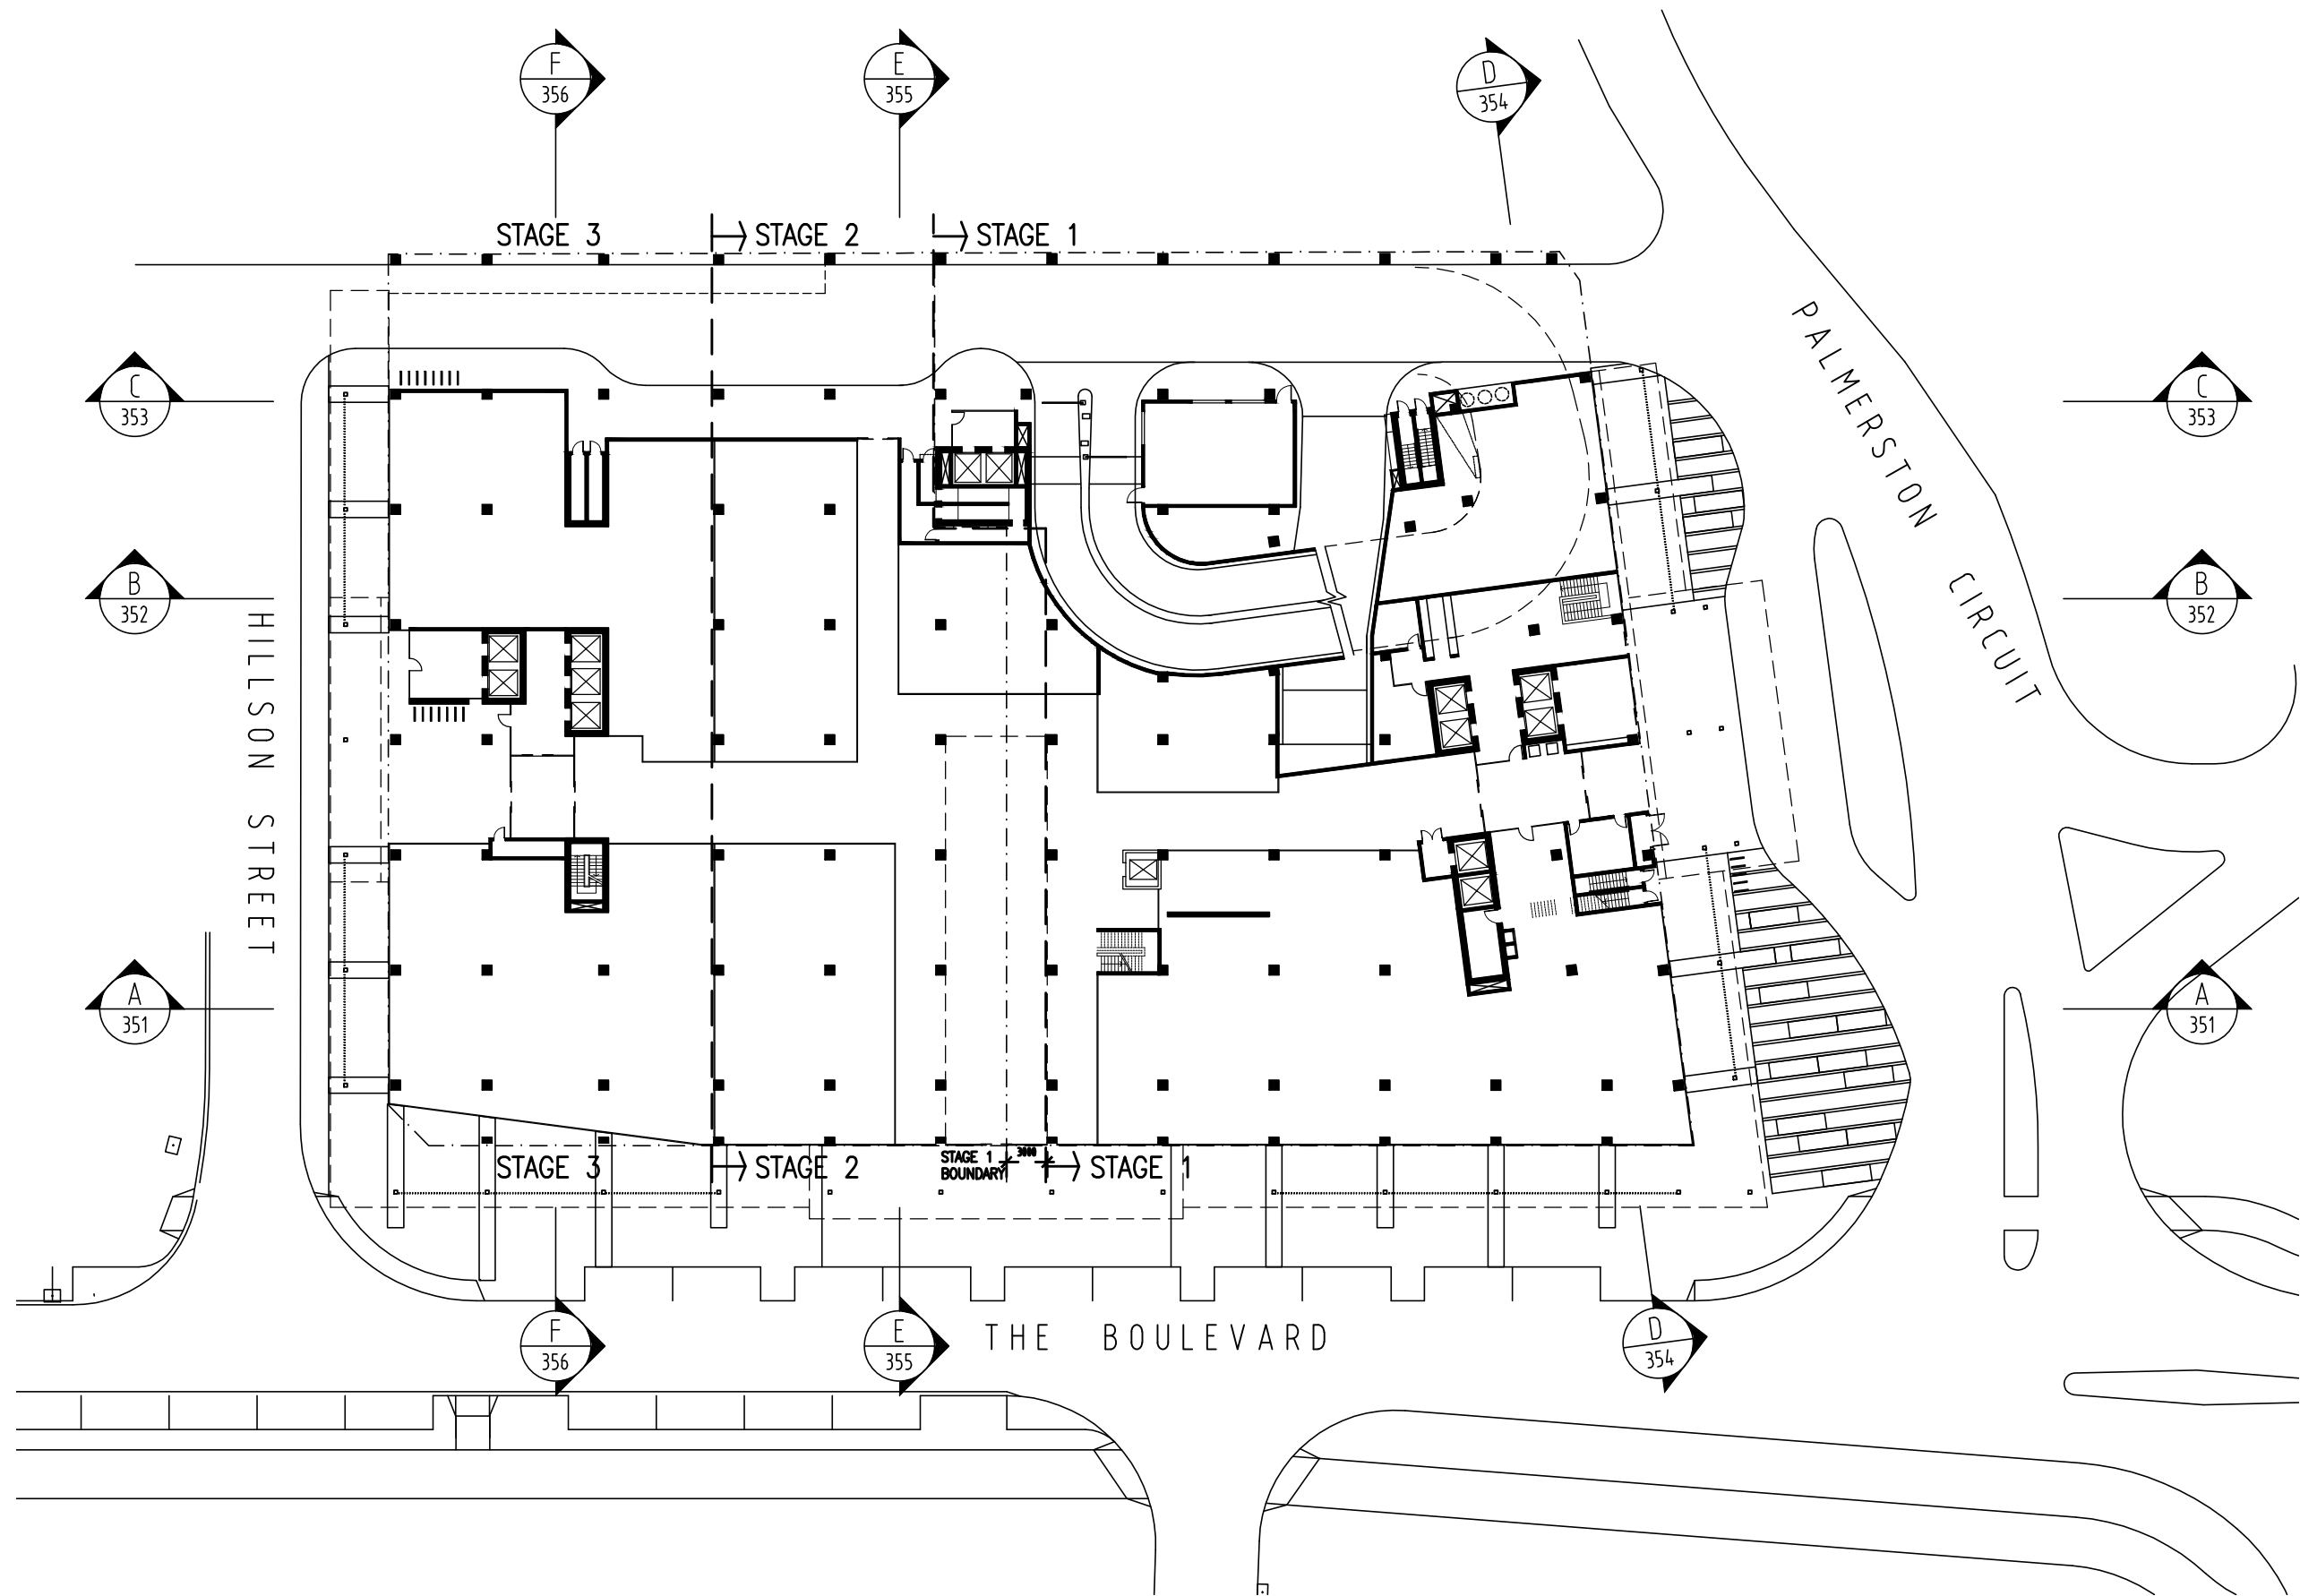 F
356
E
355
D
354
STAGE 3
STAGE 2
STAGE 1
PALMERSTON CIRCUIT
C
353
C
353
B
352
B
352
HILLSON STREET
A
351
A
351
STAGE 3
STAGE 2
STAGE 1
BOUNDARY
3000
STAGE 1
F
356
E
355
THE BOULEVARD
D
354